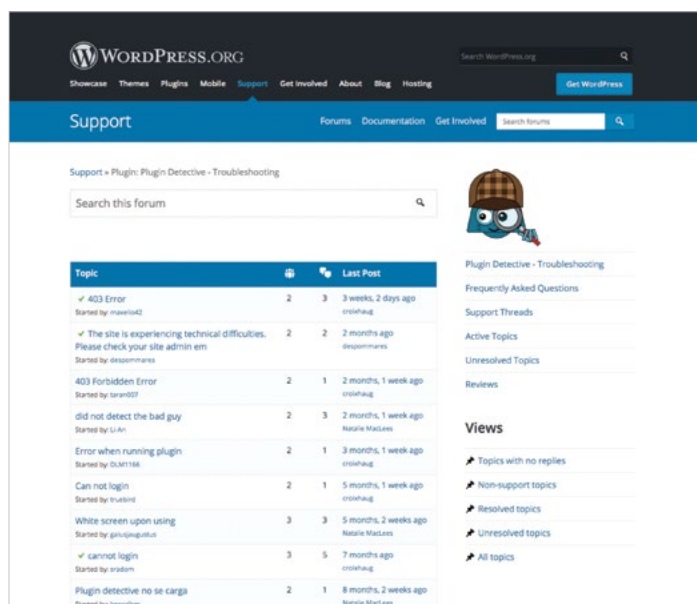 WORDPRESS.ORG
Search WordPress.org
Showcase Themes Plugins Mobile Support Get Involved About Blog Hosting
Get WordPress
Support
Forums Documentation Get Involved
Search forums
Support » Plugin: Plugin Detective - Troubleshooting
Search this forum
Topic Last Post
✔ 403 Error 2 3 3 weeks, 2 days ago
Started by: mavelo42 croixhaug
✔ The site is experiencing technical difficulties. 2 2 2 months ago
Please check your site admin em despommares
Started by: despommares
403 Forbidden Error 2 1 2 months, 1 week ago
Started by: taran007 croixhaug
did not detect the bad guy 2 3 2 months, 1 week ago
Started by: Li-An Natalie MacLees
Error when running plugin 2 1 3 months, 1 week ago
Started by: DLM1166 croixhaug
Can not login 2 1 5 months, 1 week ago
Started by: truebird croixhaug
White screen upon using 3 3 5 months, 2 weeks ago
Started by: gaiusjaugustus Natalie MacLees
✔ cannot login 3 5 7 months ago
Started by: sradom croixhaug
Plugin detective no se carga 2 1 8 months, 2 weeks ago
Natalie MacLees
Plugin Detective - Troubleshooting
Frequently Asked Questions
Support Threads
Active Topics
Unresolved Topics
Reviews
Views
Topics with no replies
Non-support topics
Resolved topics
Unresolved topics
All topics